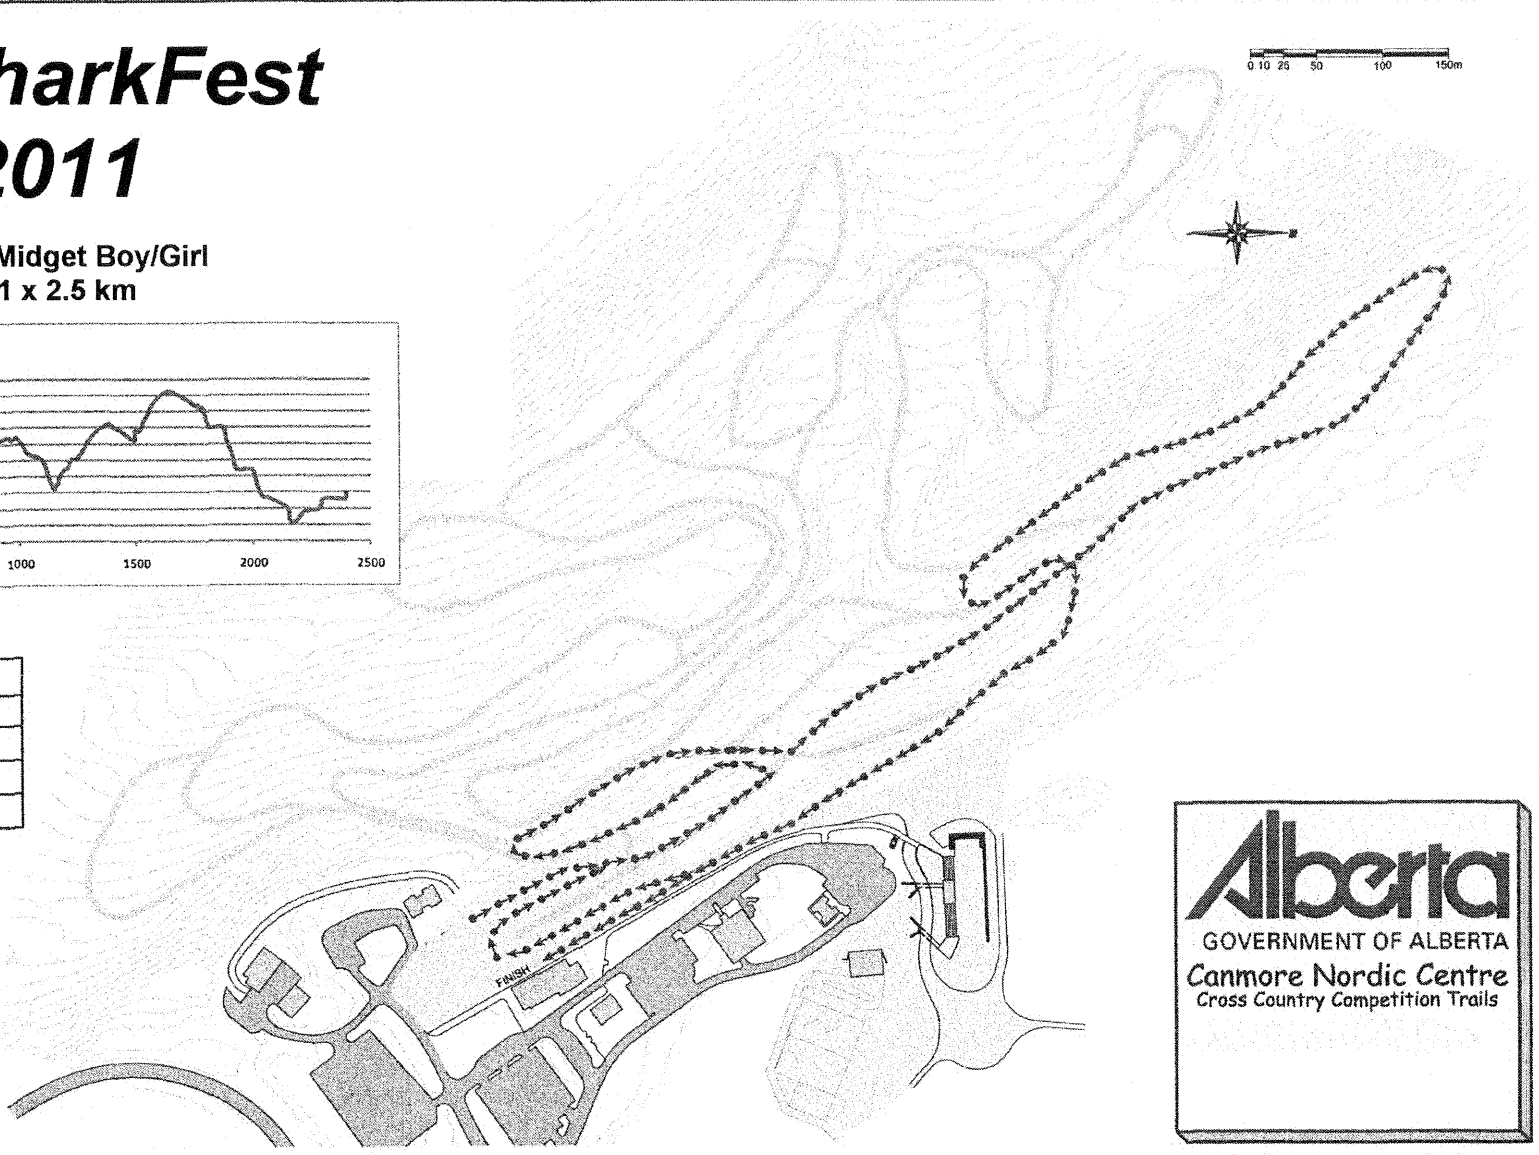 harkFest
2011
Midget Boy/Girl
1 x 2.5 km
0 10 25 50 100 150m
1000 1500 2000 2500
FINISH
Alberta
GOVERNMENT OF ALBERTA
Canmore Nordic Centre
Cross Country Competition Trails